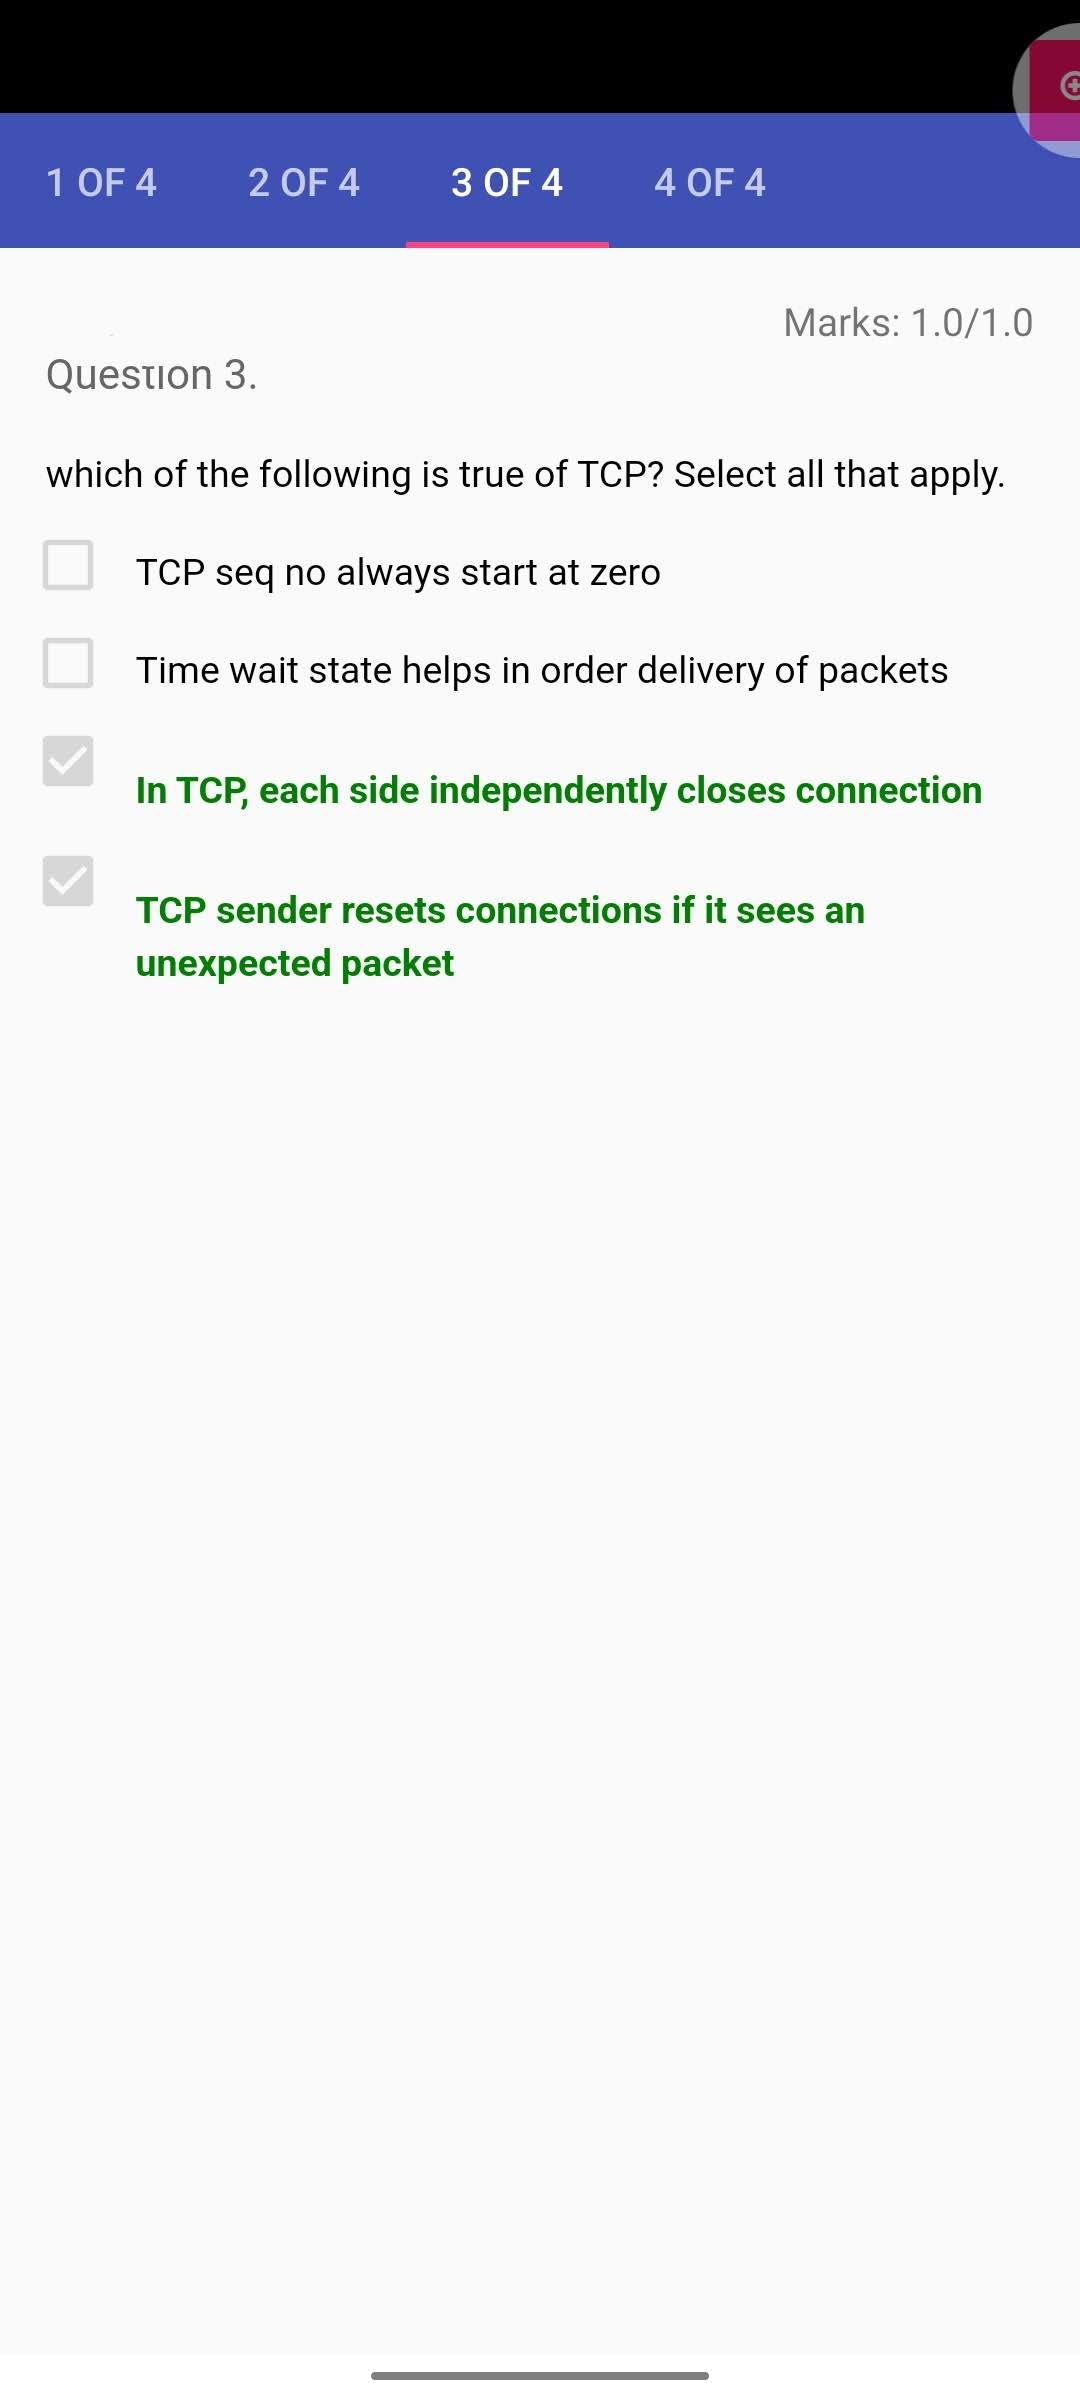 1 OF 4 2 OF 4 3 OF 4 4 OF 4
Marks: 1.0/1.0
Question 3.
which of the following is true of TCP? Select all that apply.
TCP seq no always start at zero
Time wait state helps in order delivery of packets
In TCP, each side independently closes connection
TCP sender resets connections if it sees an
unexpected packet